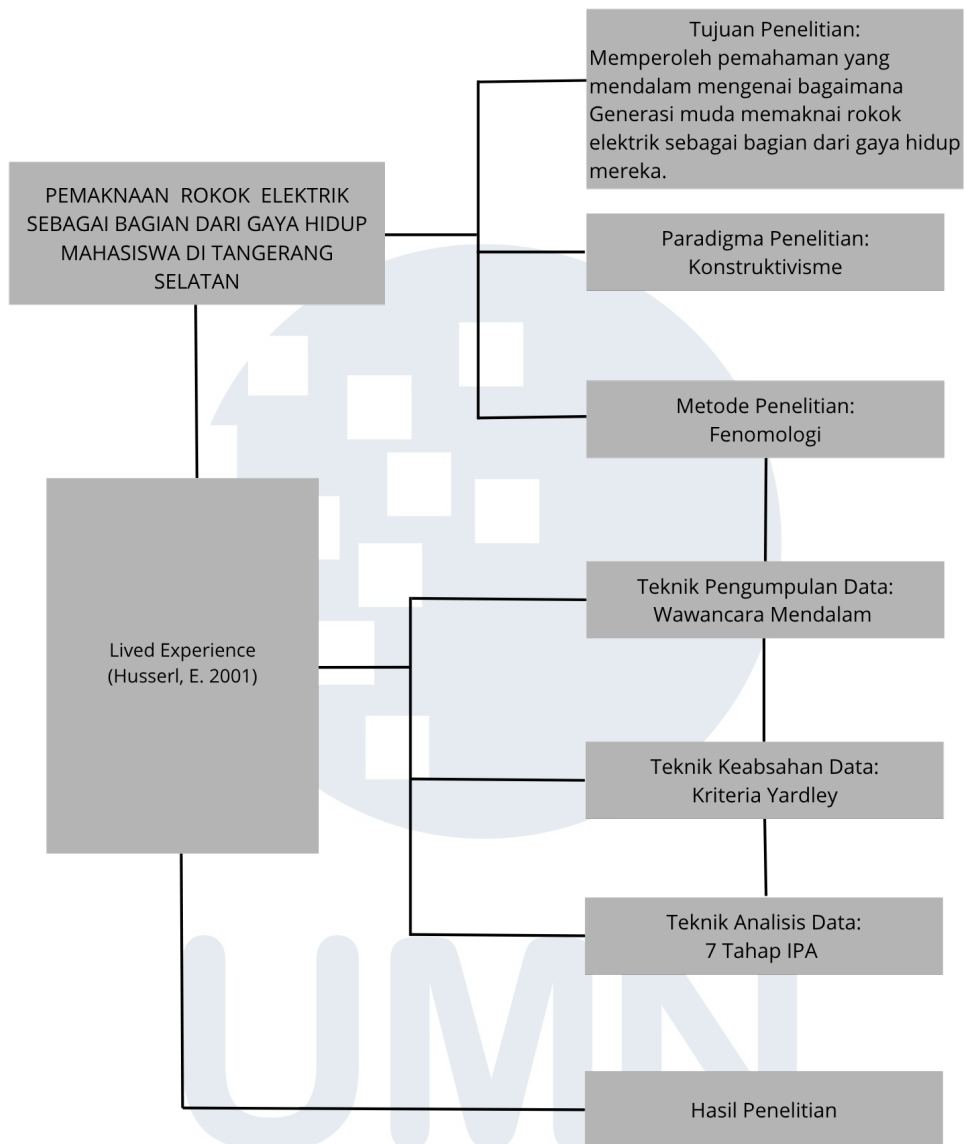 Tujuan Penelitian:
Memperoleh pemahaman yang
mendalam mengenai bagaimana
Generasi muda memaknai rokok
elektrik sebagai bagian dari gaya hidup
mereka.
PEMAKNAAN ROKOK ELEKTRIK
SEBAGAI BAGIAN DARI GAYA HIDUP
MAHASISWA DI TANGERANG
SELATAN
Paradigma Penelitian:
Konstruktivisme
Metode Penelitian:
Fenomologi
Lived Experience
(Husserl, E. 2001)
Teknik Pengumpulan Data:
Wawancara Mendalam
Teknik Keabsahan Data:
Kriteria Yardley
Teknik Analisis Data:
7 Tahap IPA
Hasil Penelitian
UMN